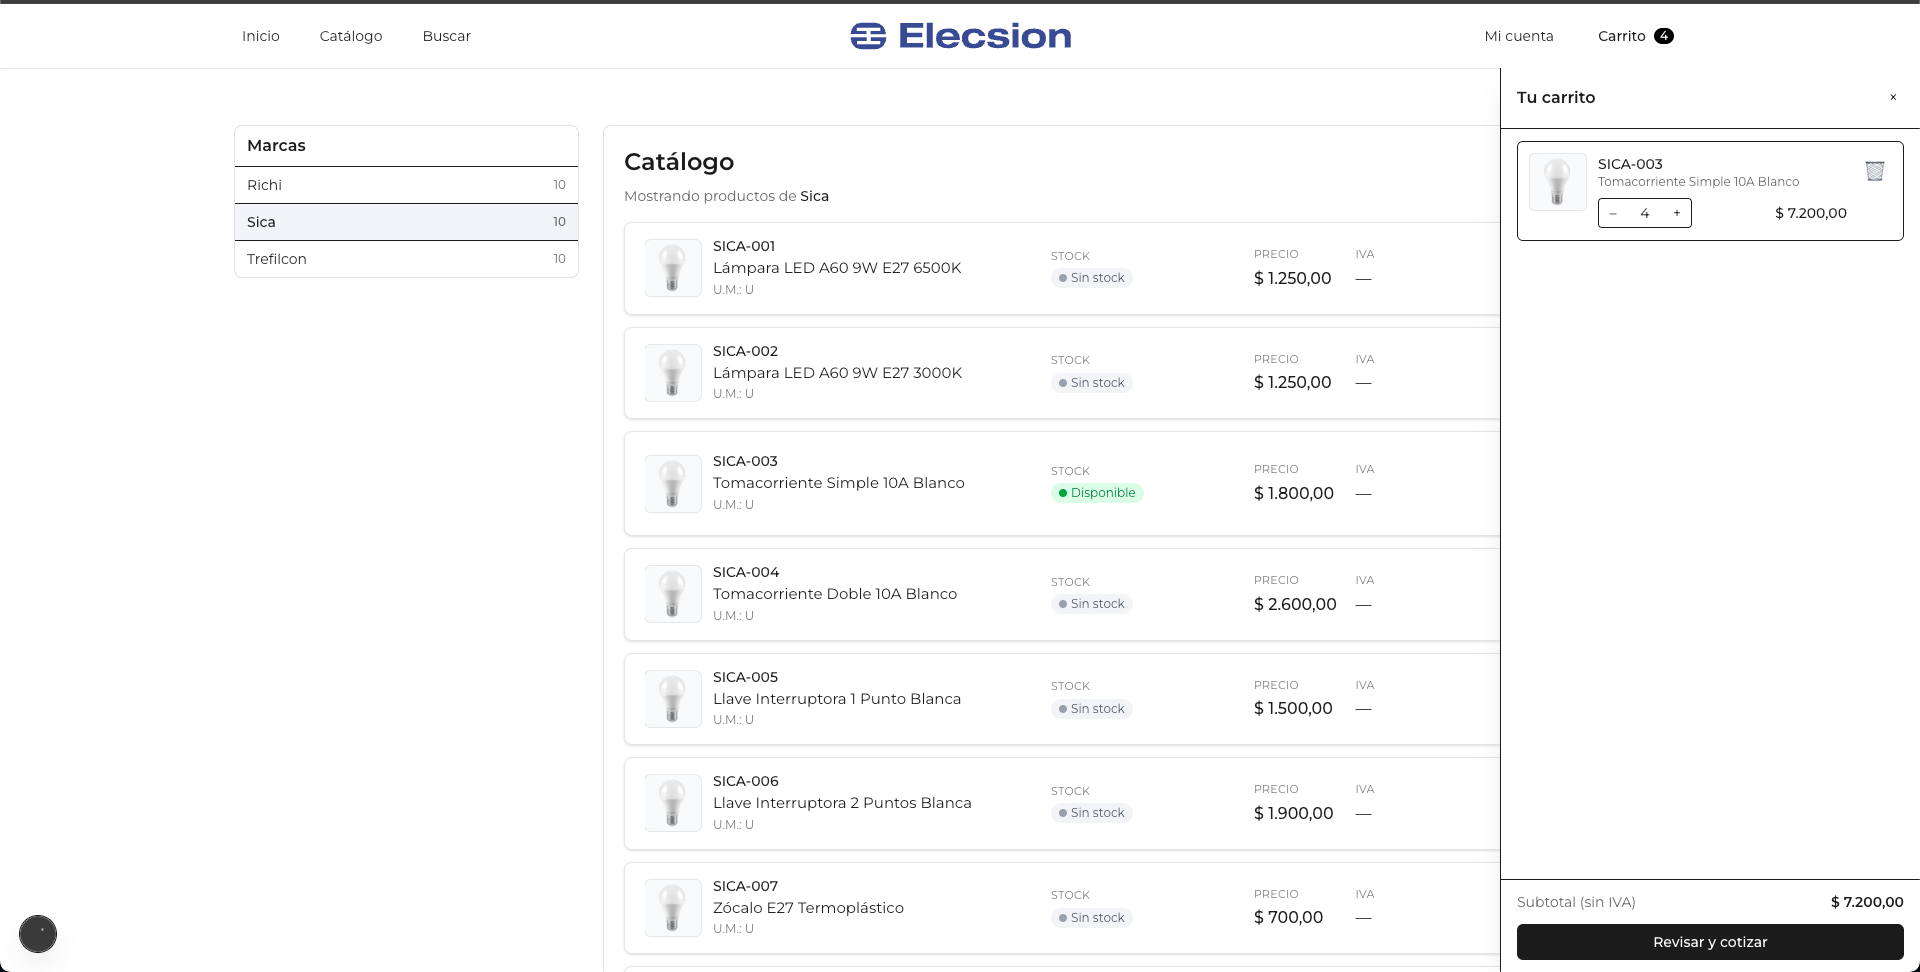 Inicio
Catálogo
Buscar
Elecsion
Mi cuenta
Carrito 4
Marcas
Richi 10
Sica 10
Trefilcon 10
Catálogo
Mostrando productos de Sica
SICA-001
Lámpara LED A60 9W E27 6500K
U.M.: U
STOCK
Sin stock
PRECIO
$ 1.250,00
IVA
—
SICA-002
Lámpara LED A60 9W E27 3000K
U.M.: U
STOCK
Sin stock
PRECIO
$ 1.250,00
IVA
—
SICA-003
Tomacorriente Simple 10A Blanco
U.M.: U
STOCK
Disponible
PRECIO
$ 1.800,00
IVA
—
SICA-004
Tomacorriente Doble 10A Blanco
U.M.: U
STOCK
Sin stock
PRECIO
$ 2.600,00
IVA
—
SICA-005
Llave Interruptora 1 Punto Blanca
U.M.: U
STOCK
Sin stock
PRECIO
$ 1.500,00
IVA
—
SICA-006
Llave Interruptora 2 Puntos Blanca
U.M.: U
STOCK
Sin stock
PRECIO
$ 1.900,00
IVA
—
SICA-007
Zócalo E27 Termoplástico
U.M.: U
STOCK
Sin stock
PRECIO
$ 700,00
IVA
—
Tu carrito
×
SICA-003
Tomacorriente Simple 10A Blanco
– 4 +
$ 7.200,00
Subtotal (sin IVA)
$ 7.200,00
Revisar y cotizar